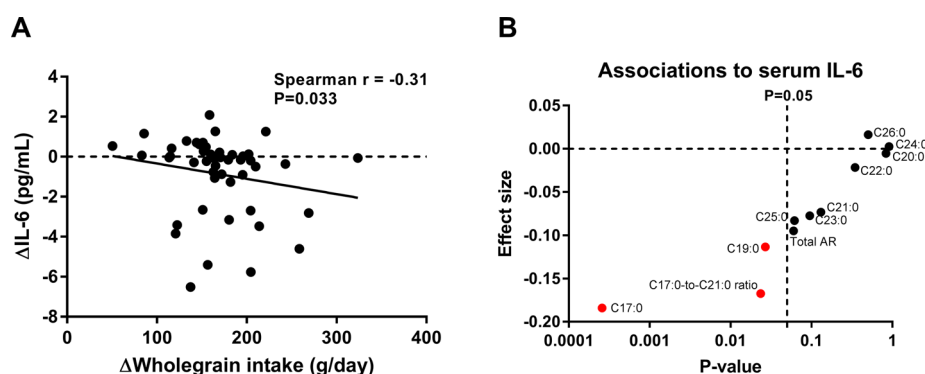 A
Spearman r = -0.31
P=0.033
4
2
0
-2
-4
-6
-8
ΔIL-6 (pg/mL)
0
100
200
300
400
ΔWholegrain intake (g/day)
B
Associations to serum IL-6
P=0.05
0.05
0.00
-0.05
-0.10
-0.15
-0.20
Effect size
C26:0
C24:0
C20:0
C22:0
C21:0
C25:0
C23:0
Total AR
C19:0
C17:0-to-C21:0 ratio
C17:0
0.0001
0.001
0.01
0.1
1
P-value